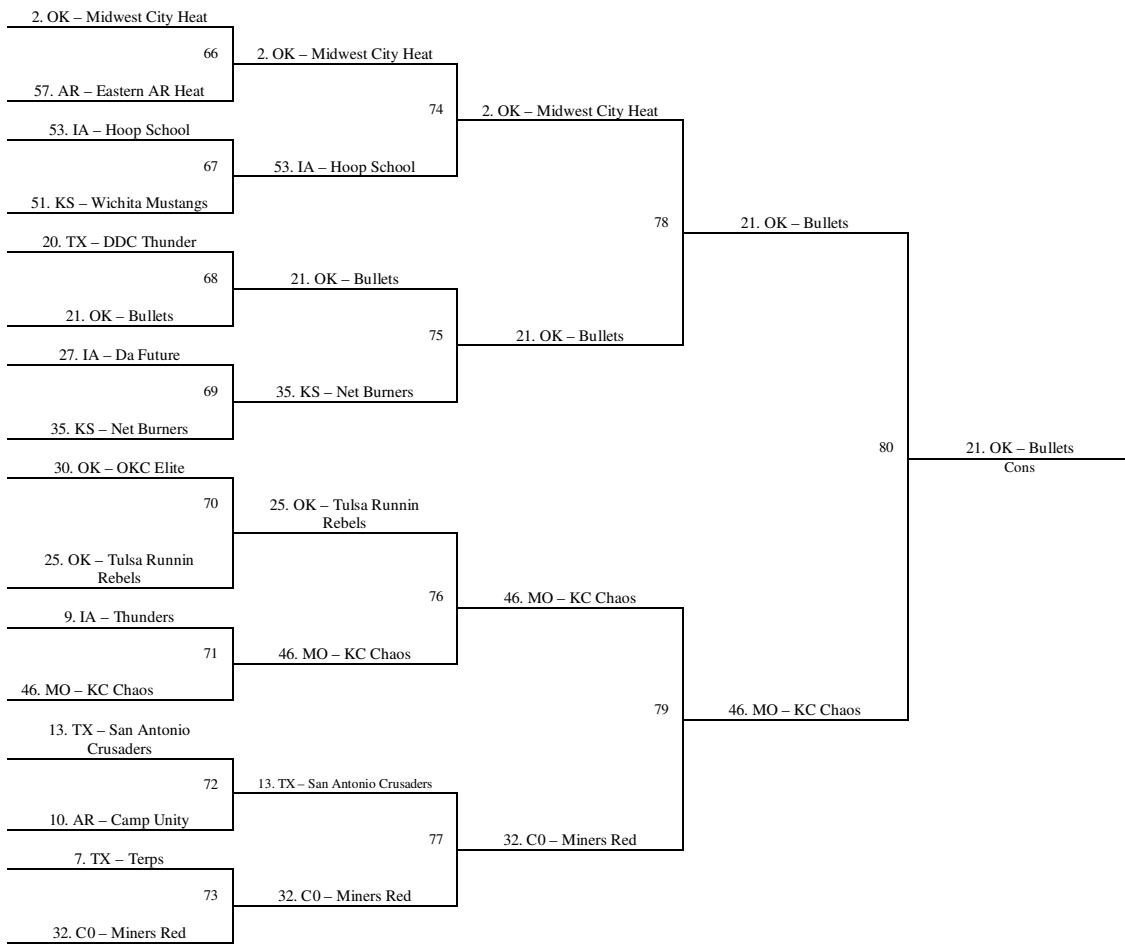 2. OK – Midwest City Heat
66
2. OK – Midwest City Heat
57. AR – Eastern AR Heat
74
2. OK – Midwest City Heat
53. IA – Hoop School
67
53. IA – Hoop School
51. KS – Wichita Mustangs
78
21. OK – Bullets
20. TX – DDC Thunder
68
21. OK – Bullets
21. OK – Bullets
75
21. OK – Bullets
27. IA – Da Future
69
35. KS – Net Burners
35. KS – Net Burners
80
21. OK – Bullets
Cons
30. OK – OKC Elite
70
25. OK – Tulsa Runnin
Rebels
25. OK – Tulsa Runnin
Rebels
76
46. MO – KC Chaos
9. IA – Thunders
71
46. MO – KC Chaos
46. MO – KC Chaos
79
46. MO – KC Chaos
13. TX – San Antonio
Crusaders
72
13. TX – San Antonio Crusaders
10. AR – Camp Unity
77
32. C0 – Miners Red
7. TX – Terps
73
32. C0 – Miners Red
32. C0 – Miners Red